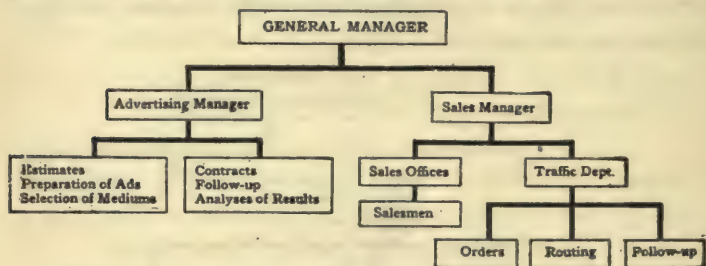 GENERAL MANAGER
Advertising Manager
Sales Manager
Estimates
Preparation of Ads
Selection of Mediums
Contracts
Follow-up
Analyses of Results
Sales Offices
Traffic Dept.
Salesmen
Orders
Routing
Follow-up